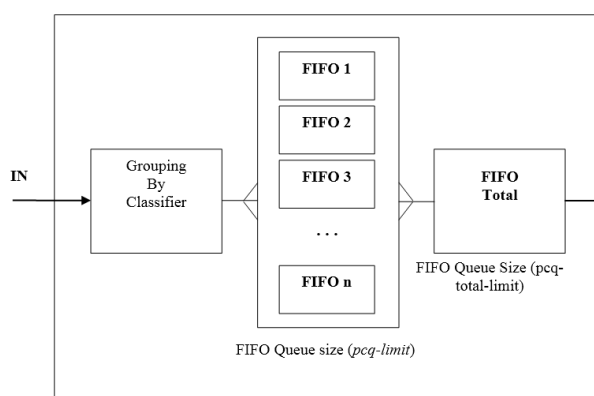 IN
Grouping
By
Classifier
FIFO 1
FIFO 2
FIFO 3
...
FIFO n
FIFO Queue size (pcq-limit)
FIFO
Total
FIFO Queue Size (pcq-
total-limit)